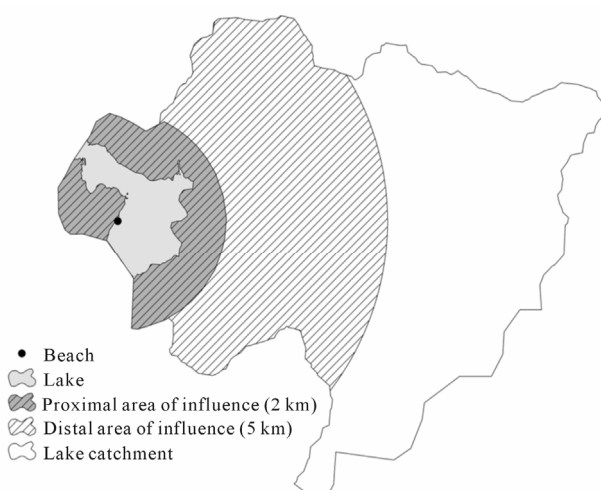 Beach
Lake
Proximal area of influence (2 km)
Distal area of influence (5 km)
Lake catchment